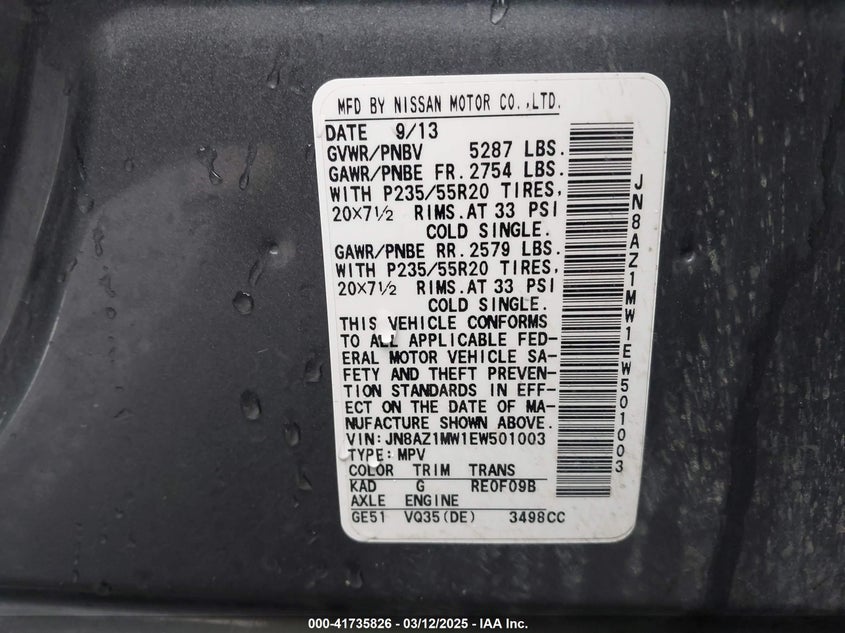 MFD BY NISSAN MOTOR CO.,LTD.
DATE 9/13
GVWR/PNBV 5287 LBS.
GAWR/PNBE FR. 2754 LBS.
WITH P235/55R20 TIRES,
20×7½ RIMS.AT 33 PSI
COLD SINGLE.
GAWR/PNBE RR. 2579 LBS.
WITH P235/55R20 TIRES,
20×7½ RIMS.AT 33 PSI
COLD SINGLE.
THIS VEHICLE CONFORMS
TO ALL APPLICABLE FED-
ERAL MOTOR VEHICLE SA-
FETY AND THEFT PREVEN-
TION STANDARDS IN EFF-
ECT ON THE DATE OF MA-
NUFACTURE SHOWN ABOVE.
VIN:JN8AZ1MW1EW501003
TYPE:MPV
COLOR TRIM TRANS
KAD G RE0F09B
AXLE ENGINE
GE51 VQ35(DE) 3498CC
JN8AZ1MW1EW501003
000-41735826 - 03/12/2025 - IAA Inc.